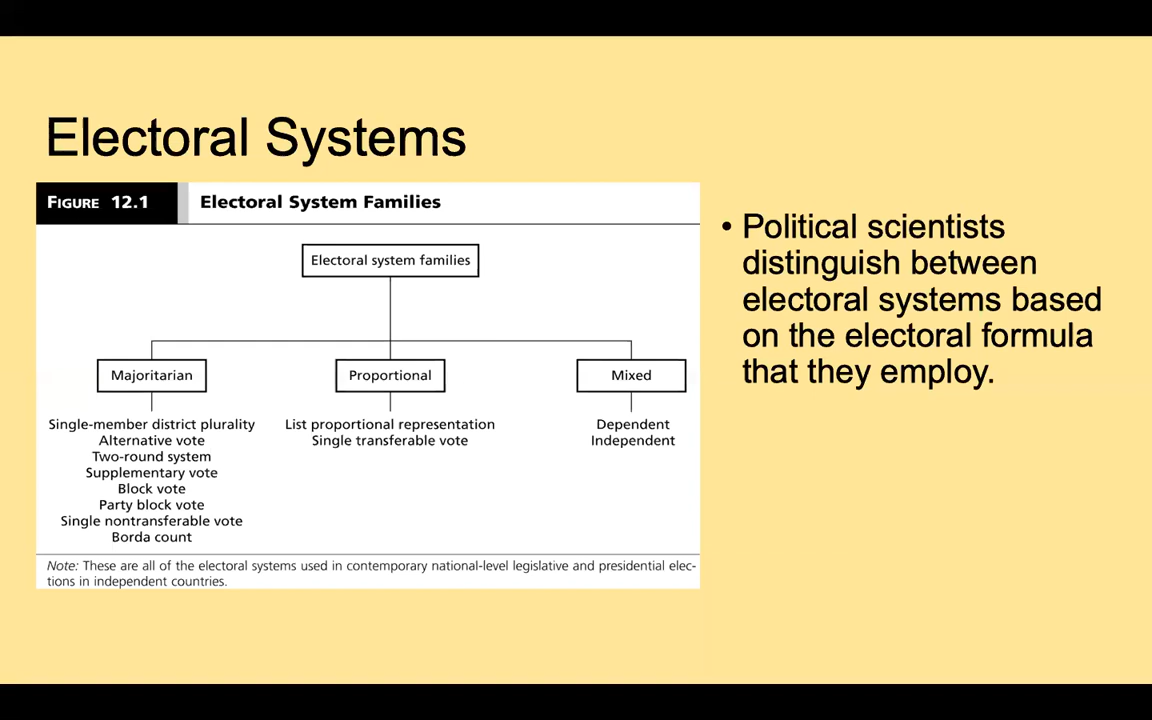 Electoral Systems
FIGURE 12.1 Electoral System Families
Electoral system families
Majoritarian
Single-member district plurality
Alternative vote
Two-round system
Supplementary vote
Block vote
Party block vote
Single nontransferable vote
Borda count
Proportional
List proportional representation
Single transferable vote
Mixed
Dependent
Independent
Note: These are all of the electoral systems used in contemporary national-level legislative and presidential elec-
tions in independent countries.
• Political scientists
distinguish between
electoral systems based
on the electoral formula
that they employ.